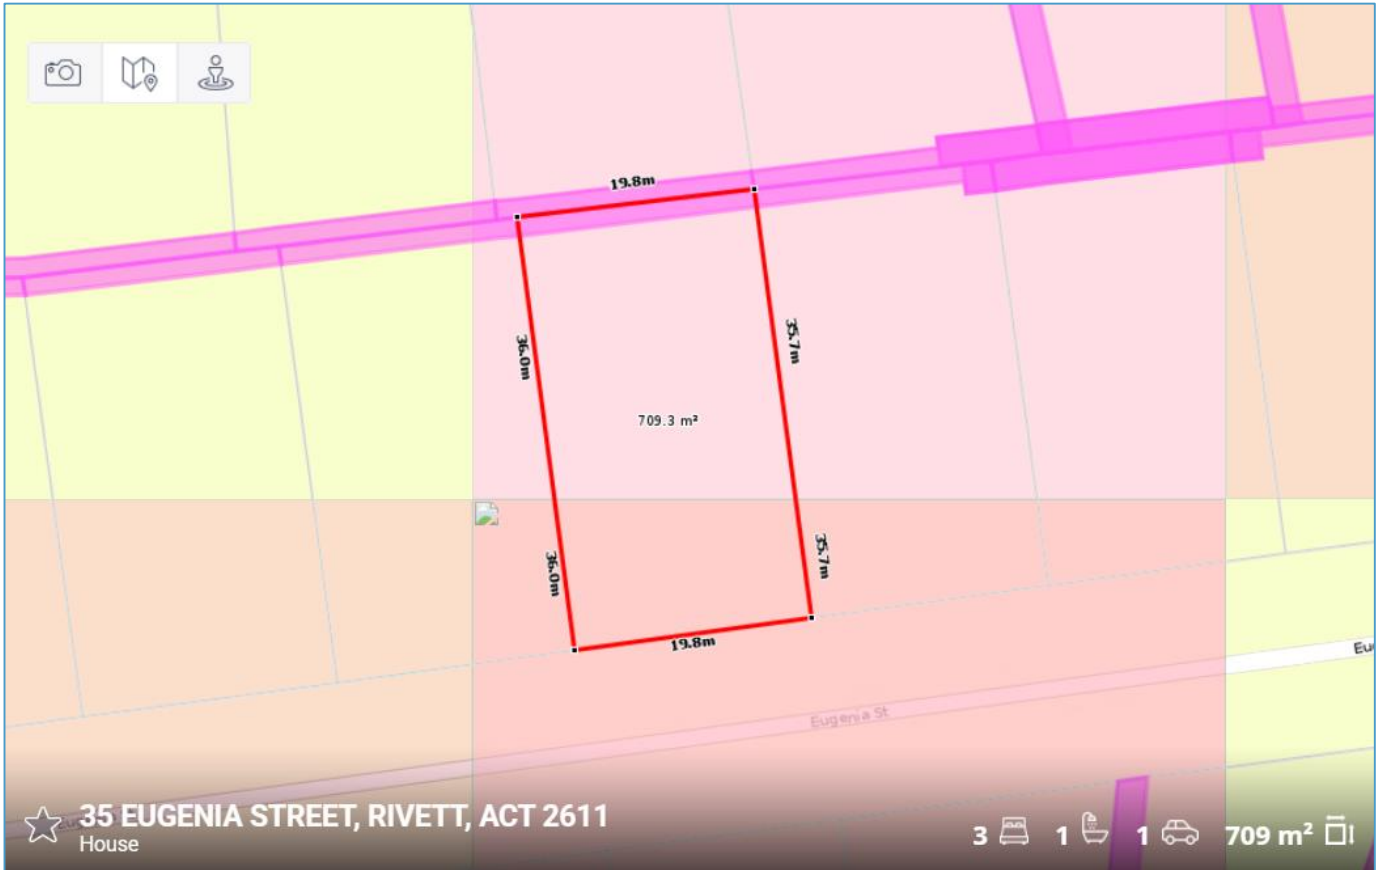 19.8m
36.0m
35.7m
709.3 m²
36.0m
35.7m
19.8m
Eugenia St
35 EUGENIA STREET, RIVETT, ACT 2611
House
3
1
1
709 m²